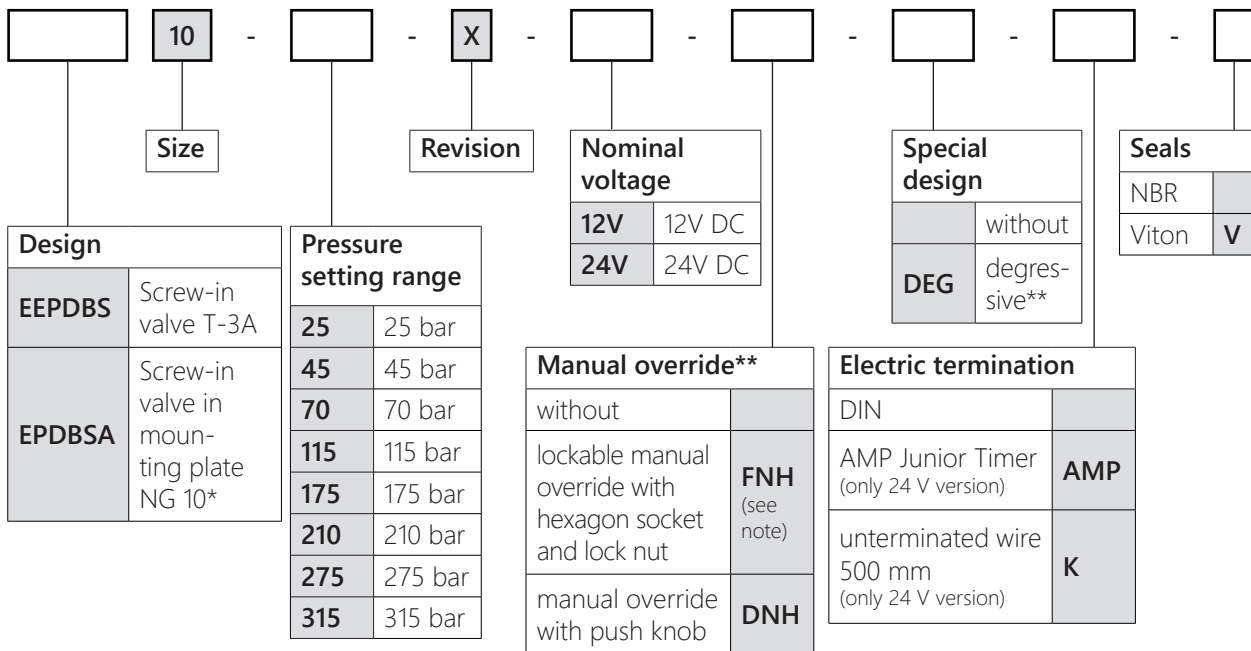 10 - - X - - - - -
Size
Revision
Nominal
voltage
12V 12V DC
24V 24V DC
Special
design
without
DEG degres-
sive**
Seals
NBR
Viton V
Design
EEPDBS Screw-in
valve T-3A
EPDBSA Screw-in
valve in
moun-
ting plate
NG 10*
Pressure
setting range
25 25 bar
45 45 bar
70 70 bar
115 115 bar
175 175 bar
210 210 bar
275 275 bar
315 315 bar
Manual override**
without
lockable manual
override with
hexagon socket
and lock nut
FNH
(see
note)
manual override
with push knob
DNH
Electric termination
DIN
AMP Junior Timer
(only 24 V version)
AMP
unterminated wire
500 mm
(only 24 V version)
K